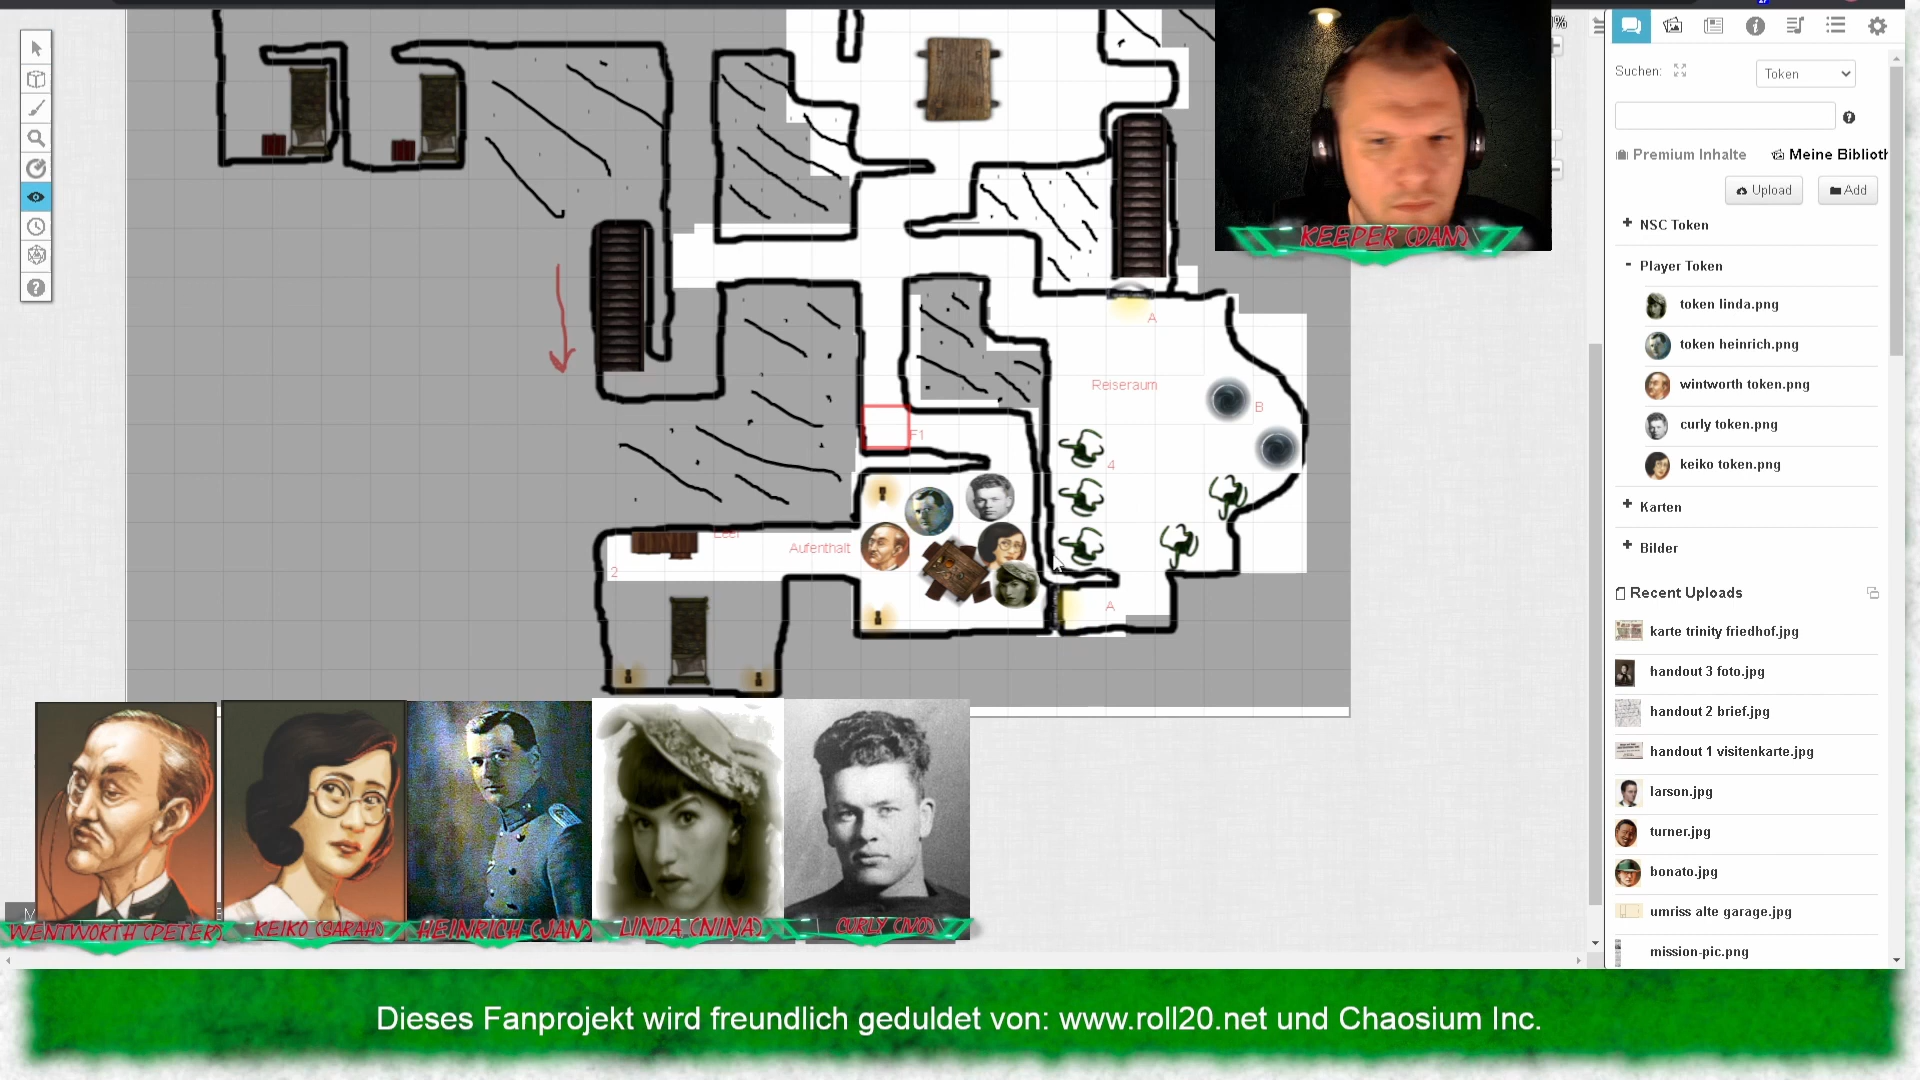 %
KEEPER (DAN)
Suchen:
Token
Premium Inhalte
Meine Biblioth
Upload
Add
NSC Token
Player Token
token linda.png
token heinrich.png
wintworth token.png
curly token.png
keiko token.png
Karten
Bilder
Recent Uploads
karte trinity friedhof.jpg
handout 3 foto.jpg
handout 2 brief.jpg
handout 1 visitenkarte.jpg
larson.jpg
turner.jpg
bonato.jpg
umriss alte garage.jpg
mission-pic.png
A
Reiseraum
B
F1
4
Leer
Aufenthalt
2
A
WENTWORTH (PETER)
KEIKO (SARAH)
HEINRICH (JAN)
LINDA (NINA)
CURLY (IVO)
Dieses Fanprojekt wird freundlich geduldet von: www.roll20.net und Chaosium Inc.